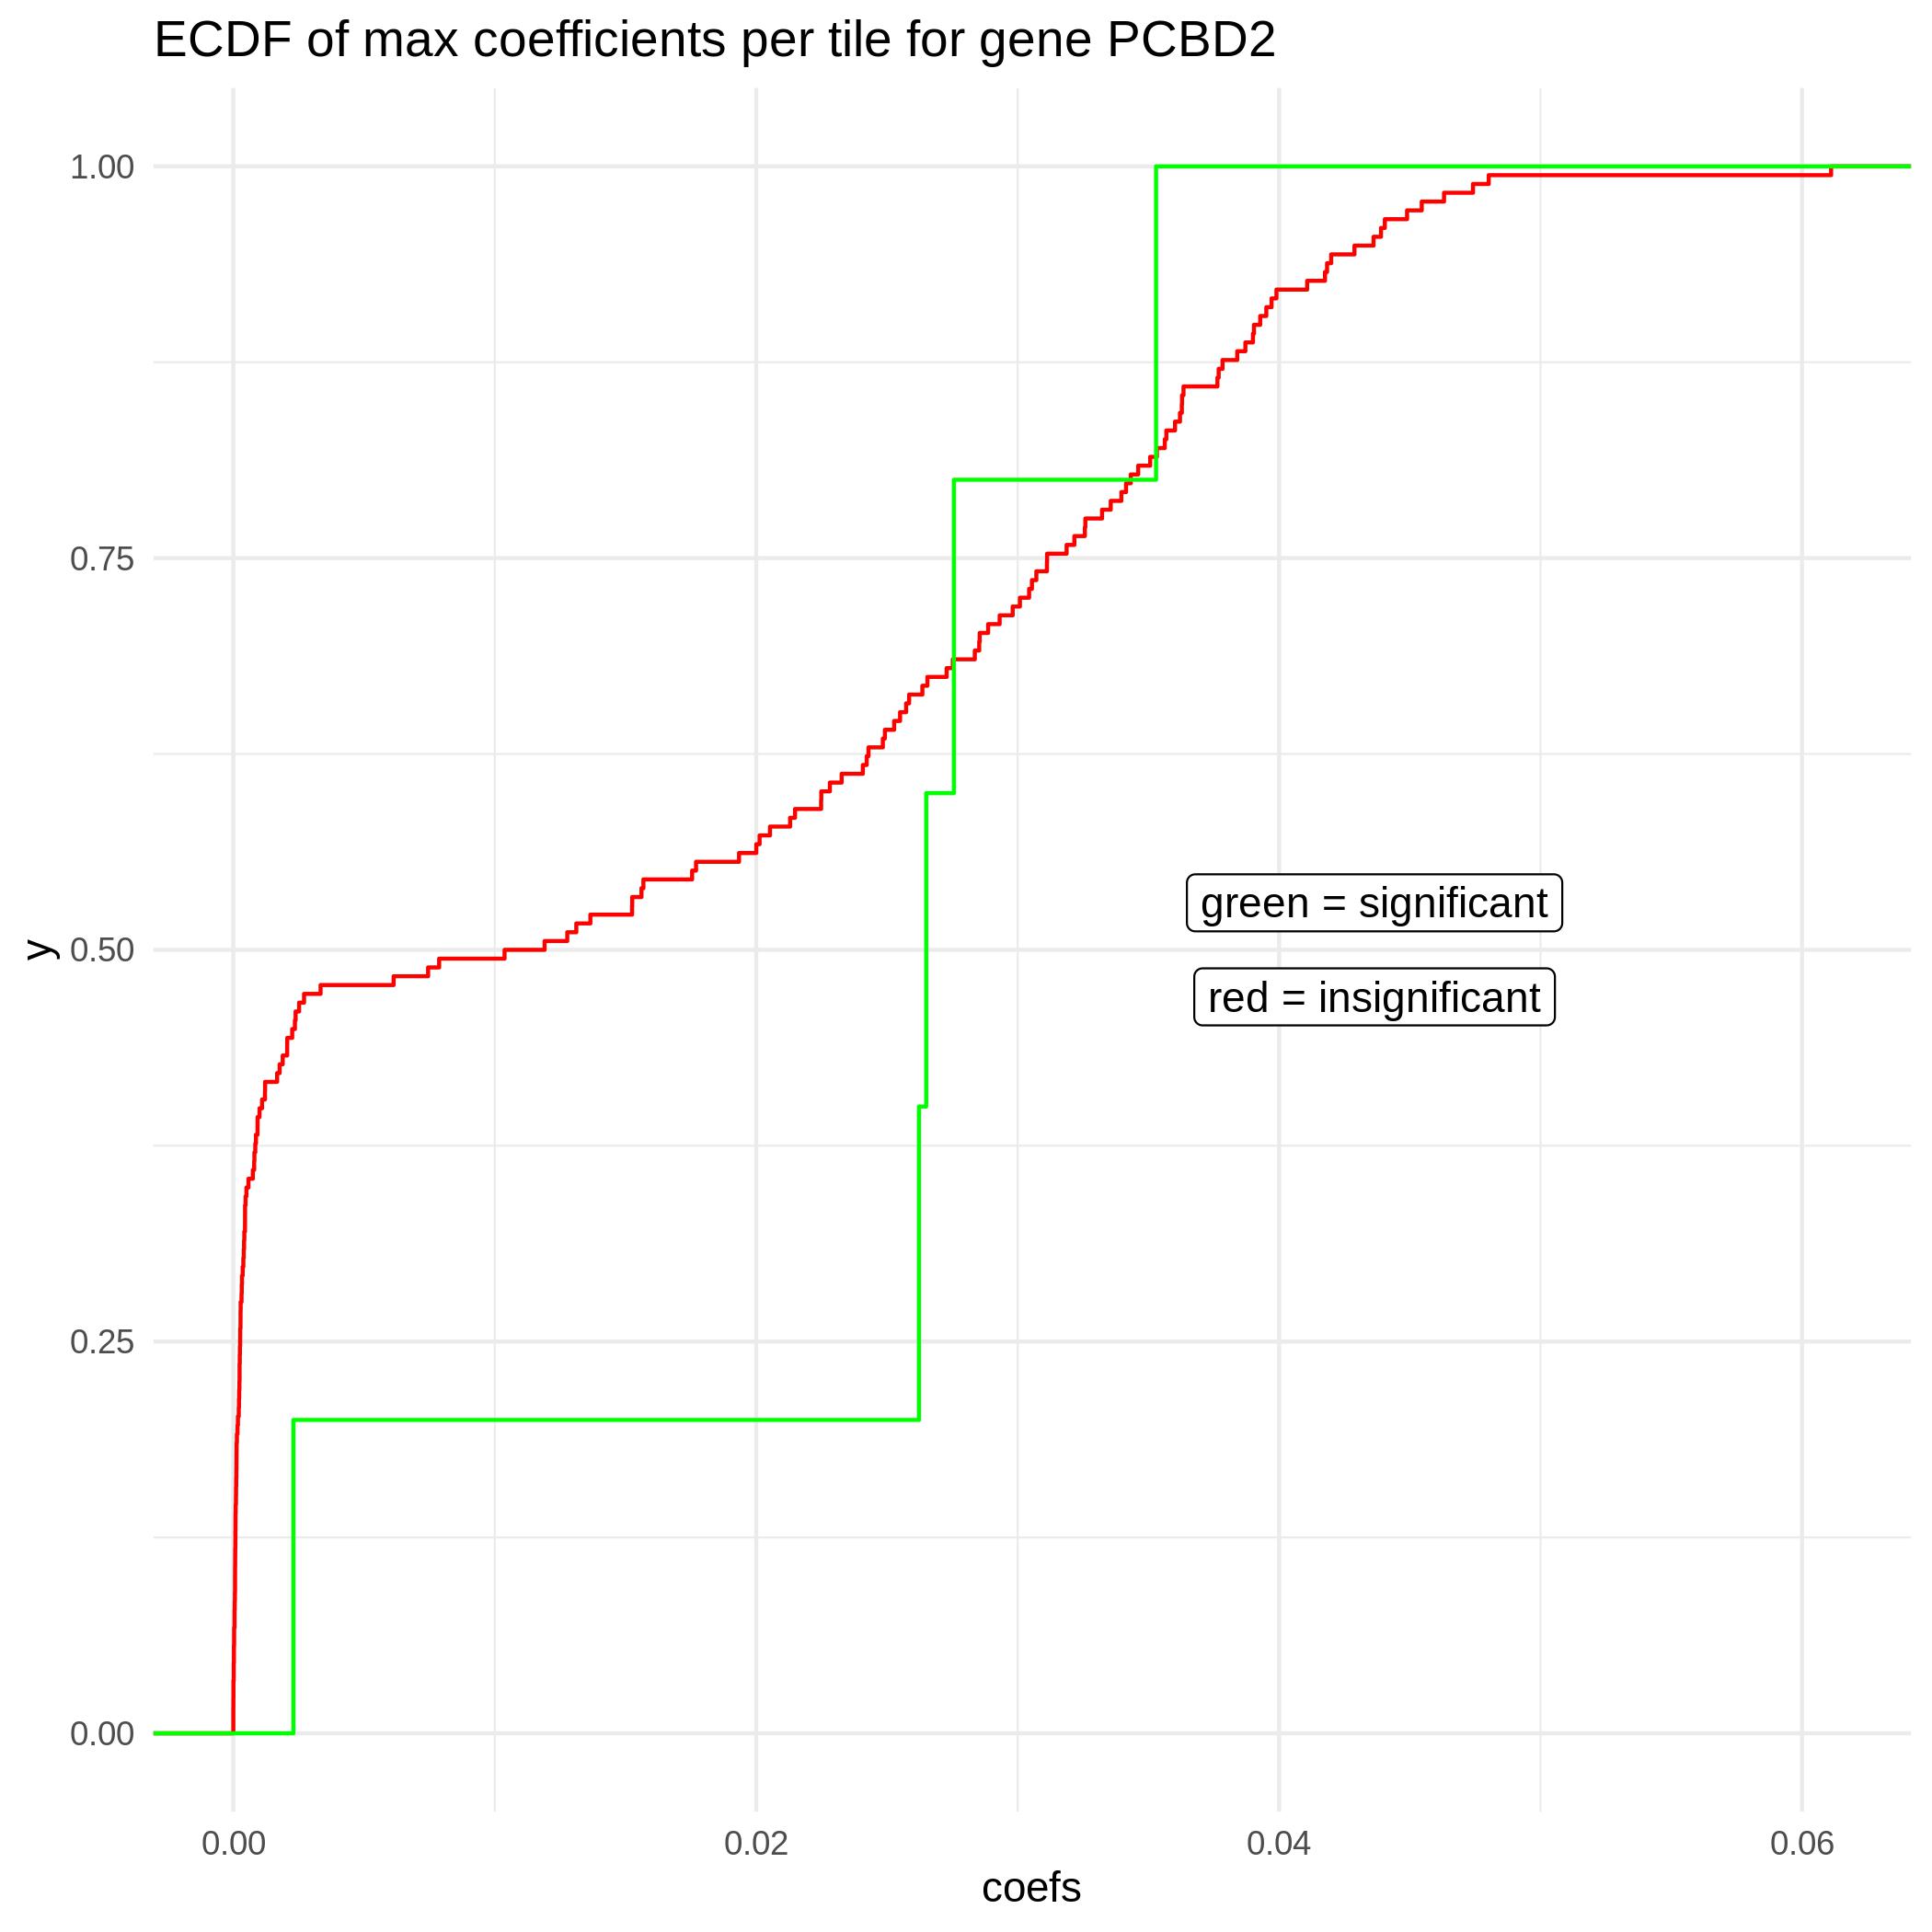 ECDF of max coefficients per tile for gene PCBD2
1.00
0.75
0.50
0.25
0.00
y
green = significant
red = insignificant
0.00 0.02 0.04 0.06
coefs